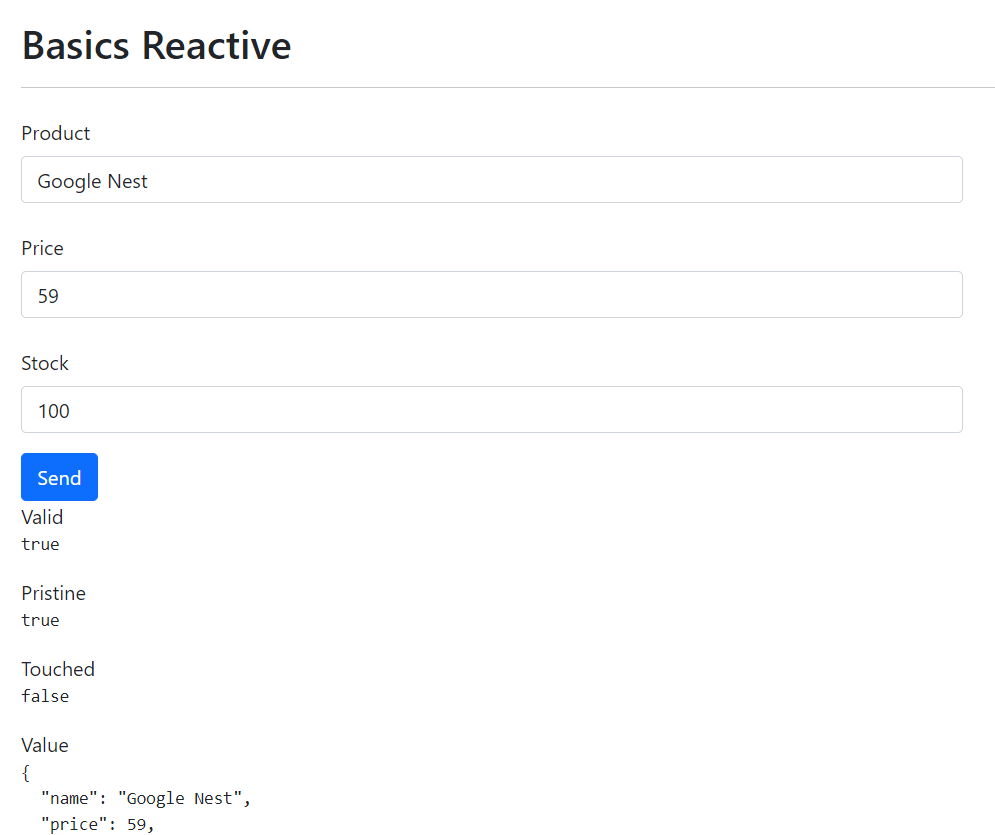 Basics Reactive
Product
Google Nest
Price
59
Stock
100
Send
Valid
true
Pristine
true
Touched
false
Value
{
  "name": "Google Nest",
  "price": 59,